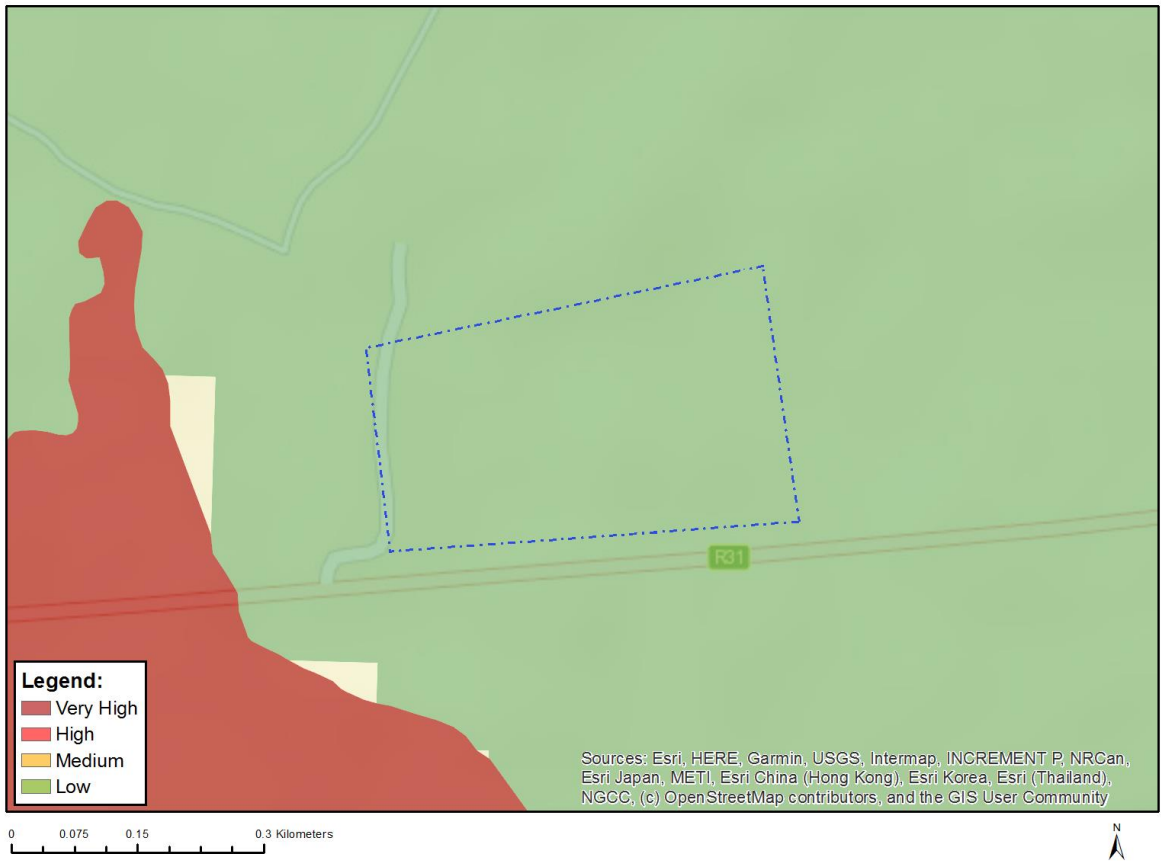 R31
Legend:
Very High
High
Medium
Low
Sources: Esri, HERE, Garmin, USGS, Intermap, INCREMENT P, NRCan,
Esri Japan, METI, Esri China (Hong Kong), Esri Korea, Esri (Thailand),
NGCC, (c) OpenStreetMap contributors, and the GIS User Community
0 0.075 0.15 0.3 Kilometers
N